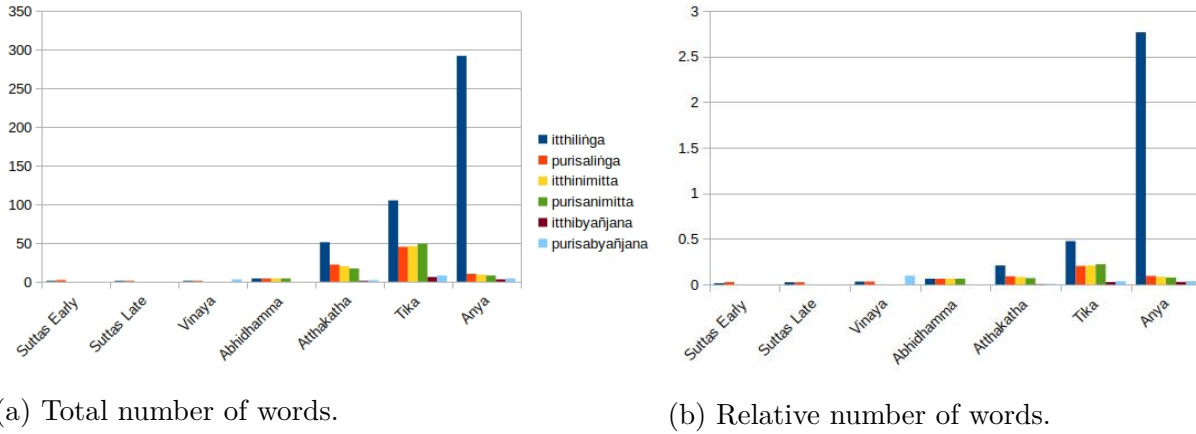 350
300
250
200
150
100
50
0
Suttas Early
Suttas Late
Vinaya
Abhidhamma
Atthakatha
Tika
Anya
itthiliṅga
purisaliṅga
itthinimitta
purisanimitta
itthibyañjana
purisabyañjana
3
2.5
2
1.5
1
0.5
0
Suttas Early
Suttas Late
Vinaya
Abhidhamma
Atthakatha
Tika
Anya
a) Total number of words.
(b) Relative number of words.